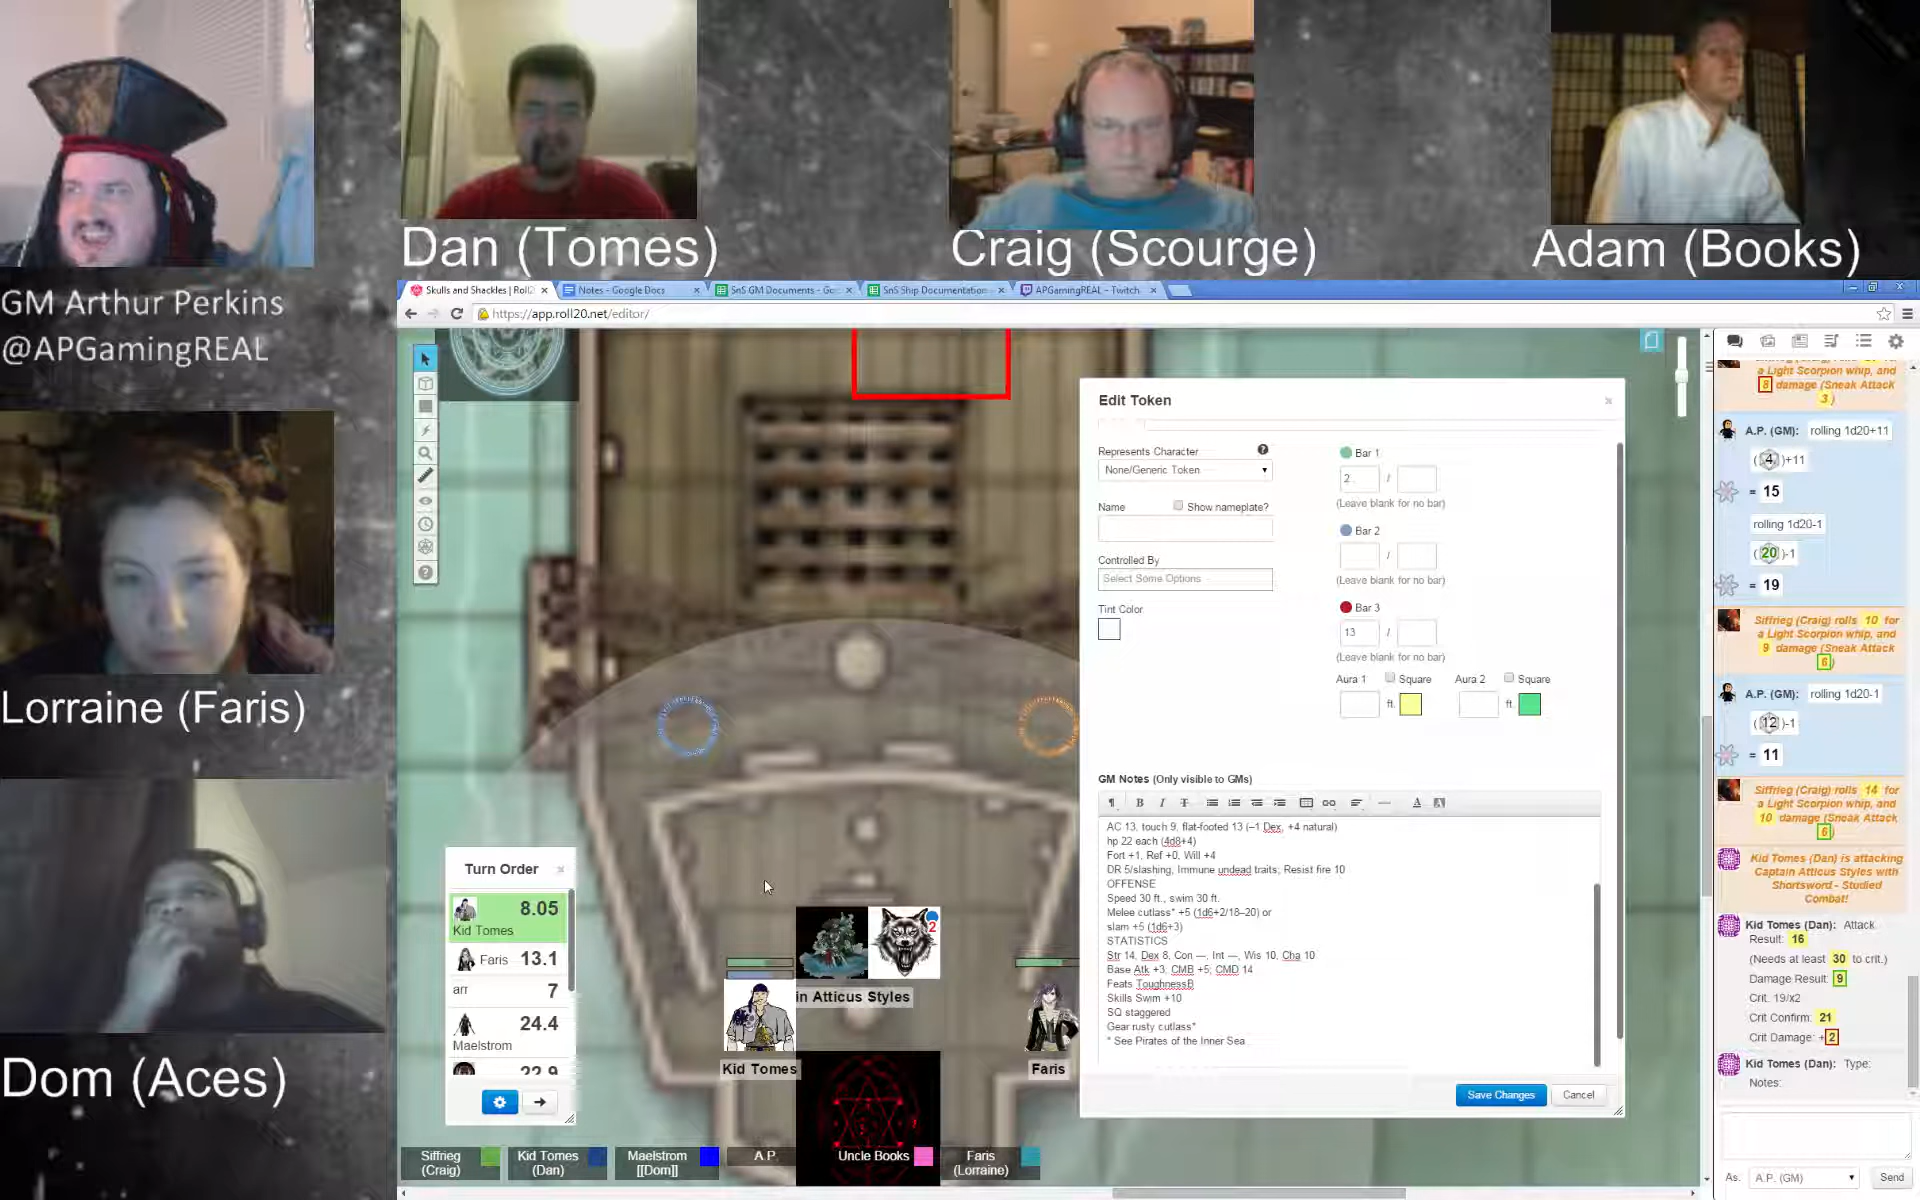 Dan (Tomes)
Craig (Scourge)
Adam (Books)
GM Arthur Perkins
@APGamingREAL
Lorraine (Faris)
Dom (Aces)
Skulls and Shackles | Roll2
Notes - Google Docs
SnS GM Documents - Goo
SnS Ship Documentation
APGamingREAL - Twitch
https://app.roll20.net/editor/
Edit Token
Represents Character
None/Generic Token
Name
Show nameplate?
Controlled By
Select Some Options
Tint Color
Bar 1
2 /
(Leave blank for no bar)
Bar 2
/
(Leave blank for no bar)
Bar 3
13 /
(Leave blank for no bar)
Aura 1 Square Aura 2 Square
ft. ft.
GM Notes (Only visible to GMs)
AC 13, touch 9, flat-footed 13 (–1 Dex, +4 natural)
hp 22 each (4d8+4)
Fort +1, Ref +0, Will +4
DR 5/slashing, Immune undead traits; Resist fire 10
OFFENSE
Speed 30 ft., swim 30 ft.
Melee cutlass* +5 (1d6+2/18–20) or
slam +5 (1d6+3)
STATISTICS
Str 14, Dex 8, Con —, Int —, Wis 10, Cha 10
Base Atk +3; CMB +5; CMD 14
Feats ToughnessB
Skills Swim +10
SQ staggered
Gear rusty cutlass*
* See Pirates of the Inner Sea
Save Changes
Cancel
Turn Order
8.05
Kid Tomes
Faris 13.1
arr 7
24.4
Maelstrom
22.9
2
in Atticus Styles
Kid Tomes
Faris
Siffrieg
(Craig)
Kid Tomes
(Dan)
Maelstrom
[[Dom]]
A.P.
Uncle Books
Faris
(Lorraine)
a Light Scorpion whip, and
8 damage (Sneak Attack
3)
A.P. (GM): rolling 1d20+11
(4)+11
= 15
rolling 1d20-1
(20)-1
= 19
Siffrieg (Craig) rolls 10 for
a Light Scorpion whip, and
9 damage (Sneak Attack
6)
A.P. (GM): rolling 1d20-1
(12)-1
= 11
Siffrieg (Craig) rolls 14 for
a Light Scorpion whip, and
10 damage (Sneak Attack
6)
Kid Tomes (Dan) is attacking
Captain Atticus Styles with
Shortsword - Studied
Combat!
Kid Tomes (Dan): Attack
Result: 16
(Needs at least 30 to crit.)
Damage Result: 9
Crit: 19/x2
Crit Confirm: 21
Crit Damage: +2
Kid Tomes (Dan): Type:
Notes:
As: A.P. (GM)
Send